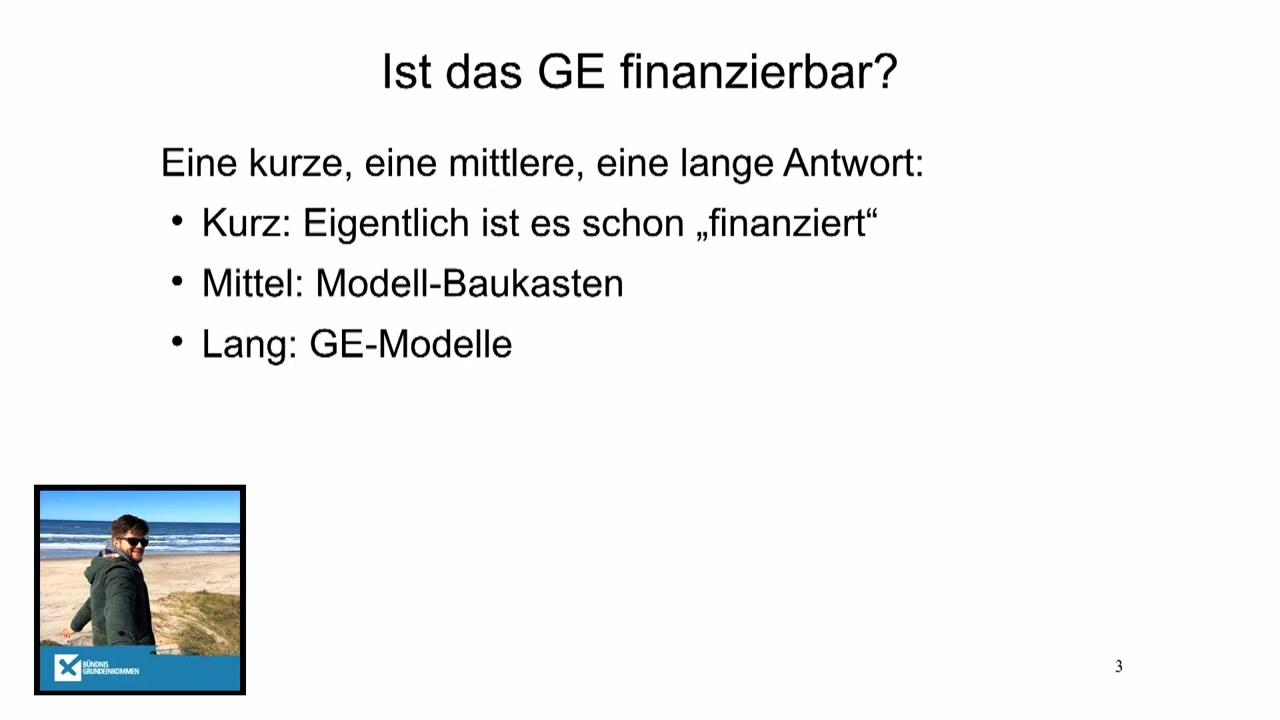 Ist das GE finanzierbar?
Eine kurze, eine mittlere, eine lange Antwort:
• Kurz: Eigentlich ist es schon „finanziert“
• Mittel: Modell-Baukasten
• Lang: GE-Modelle
BÜNDNIS
GRUNDEINKOMMEN
3